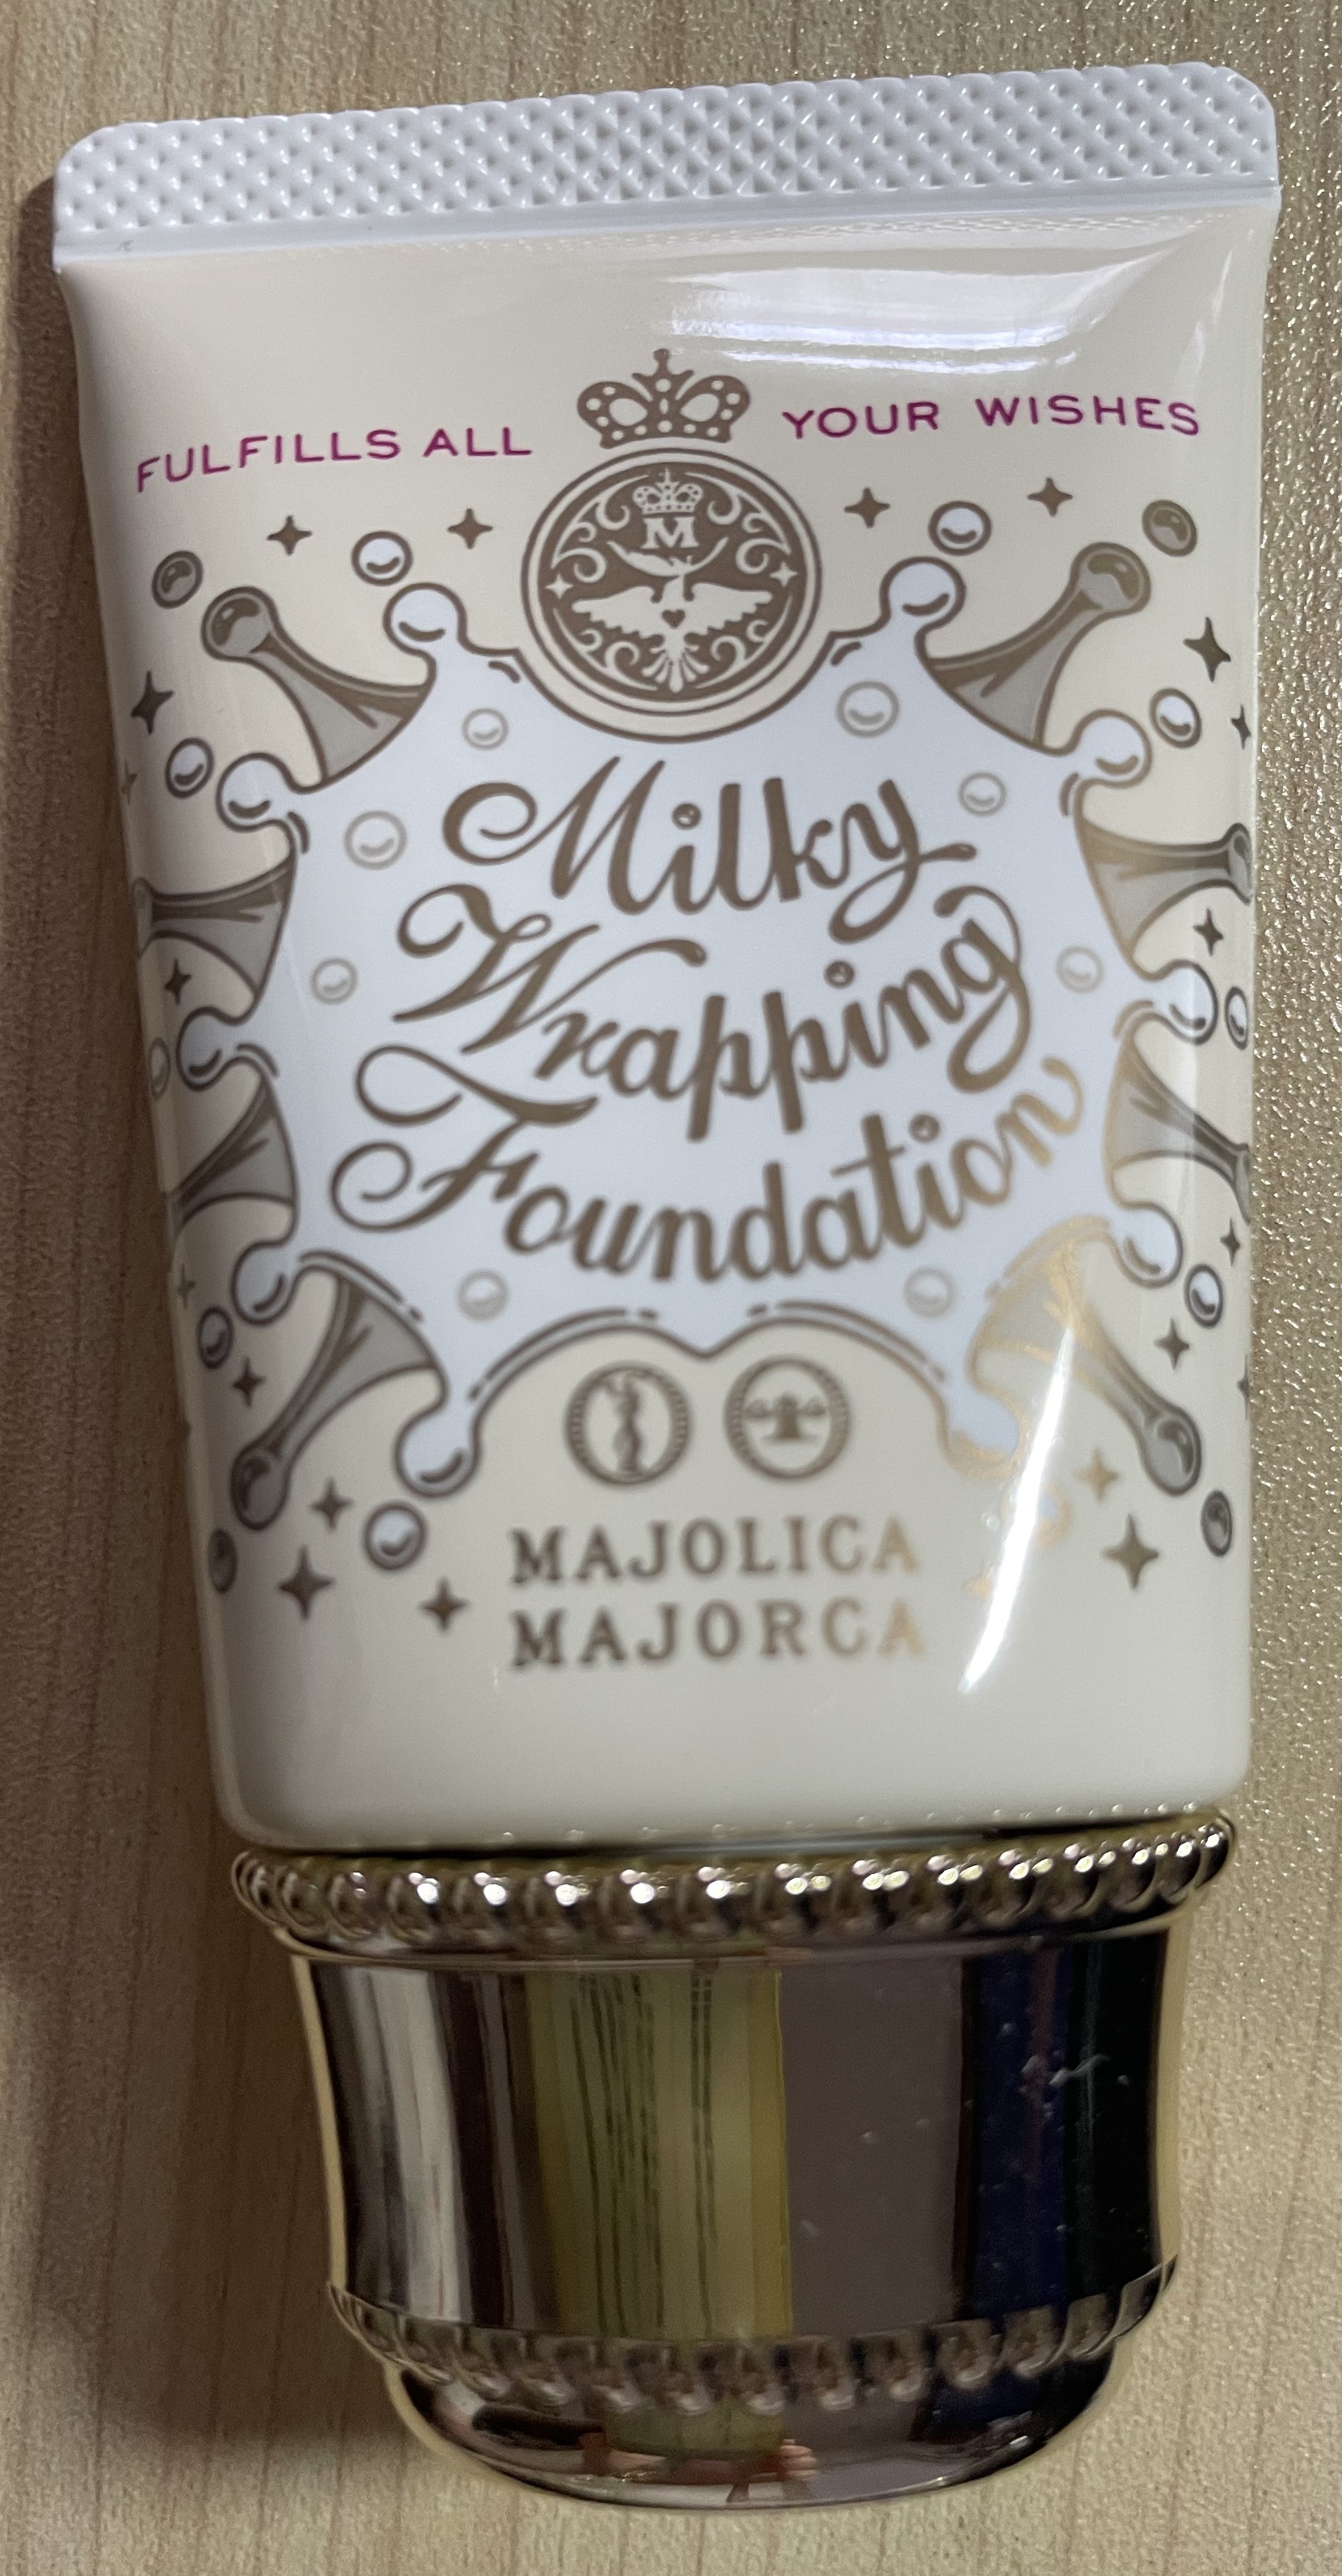 FULFILLS ALL YOUR WISHES
M
Milky
Wrapping
Foundation
MAJOLICA
MAJORCA